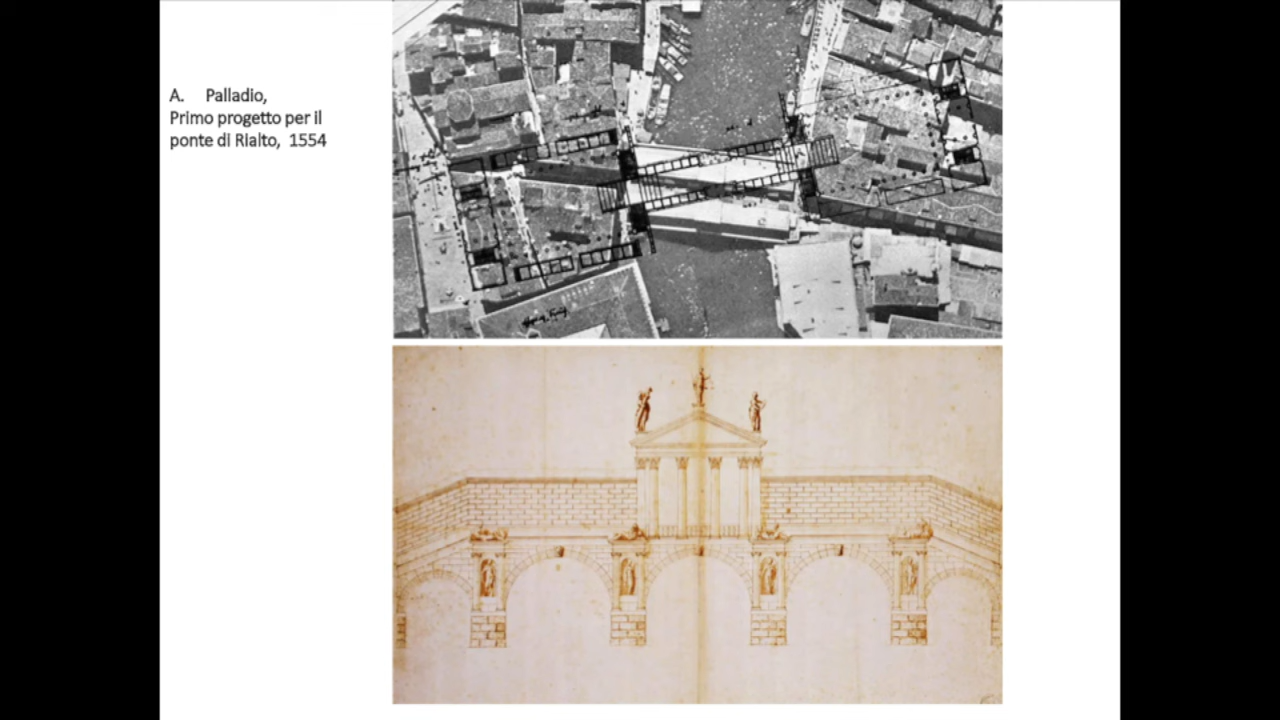 A. Palladio,
Primo progetto per il
ponte di Rialto, 1554